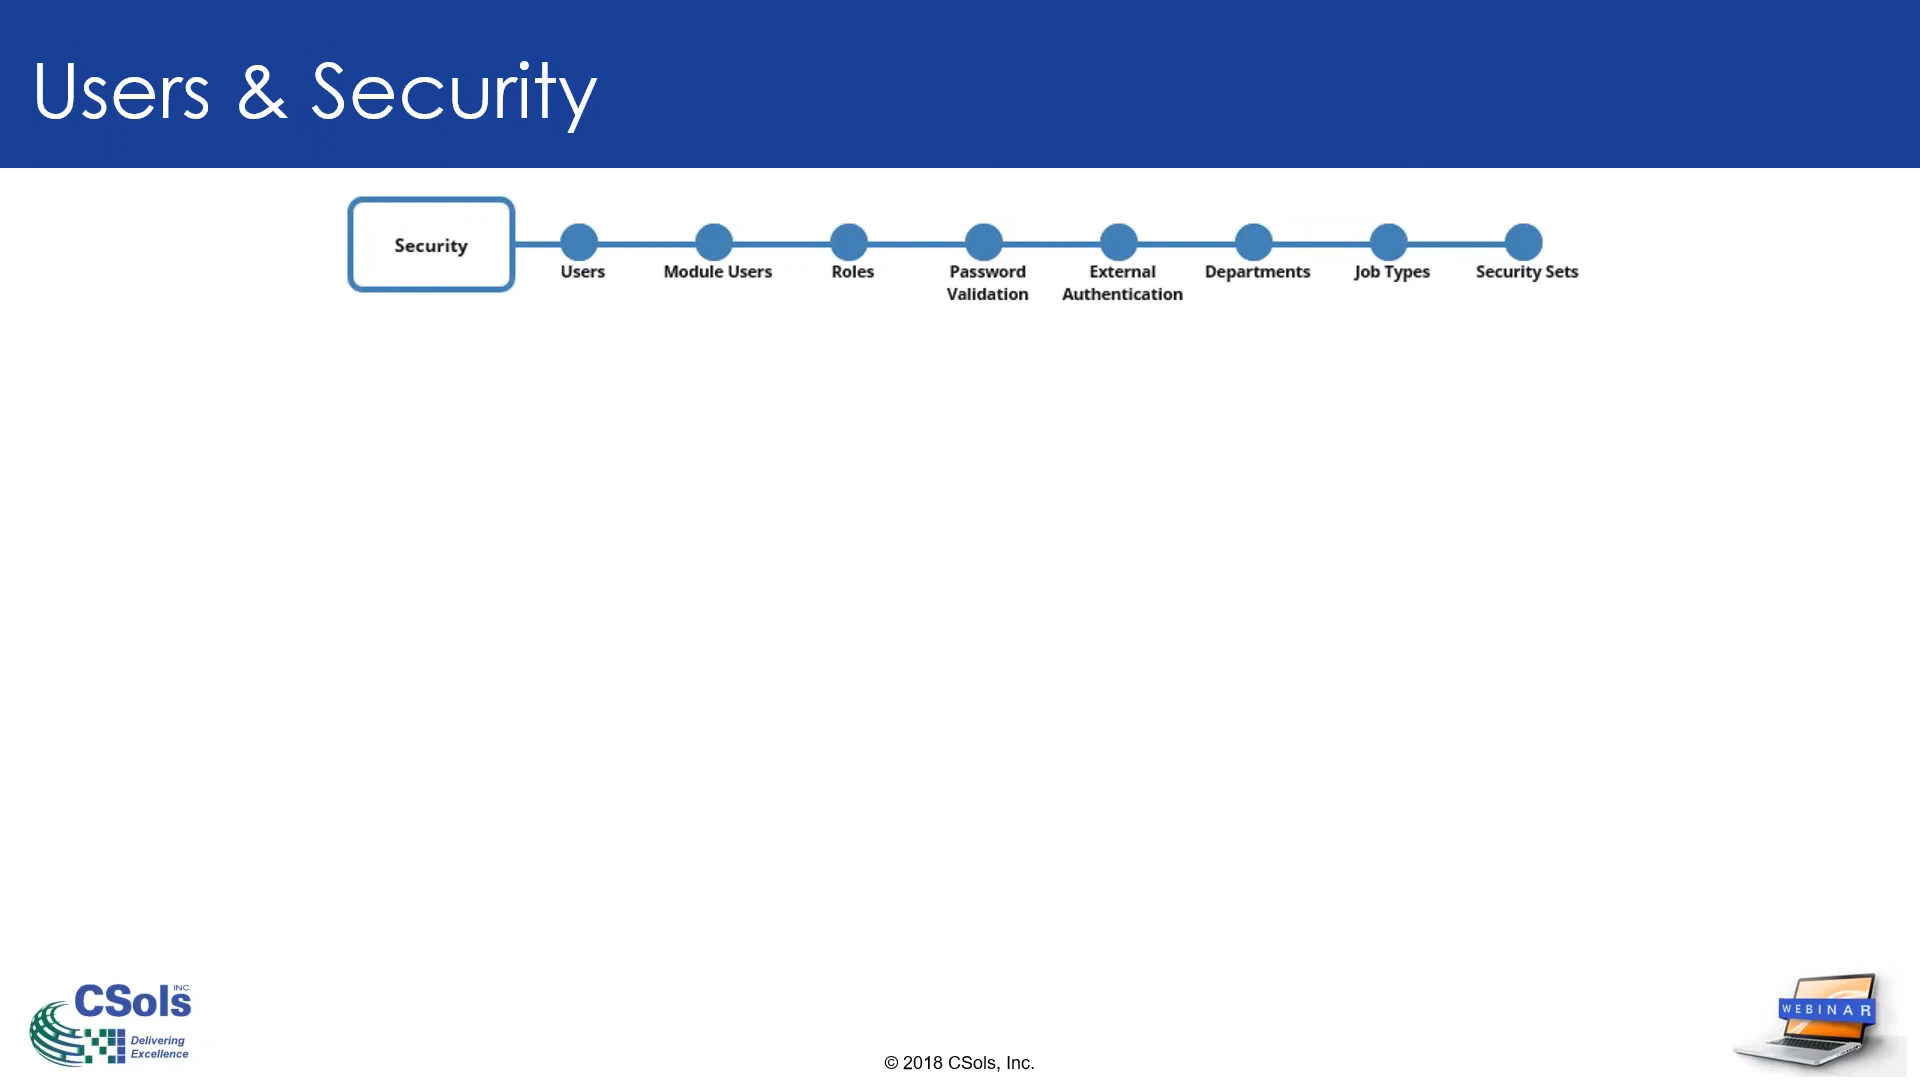 Users & Security
Security
Users
Module Users
Roles
Password
Validation
External
Authentication
Departments
Job Types
Security Sets
CSols INC.
Delivering
Excellence
© 2018 CSols, Inc.
WEBINAR